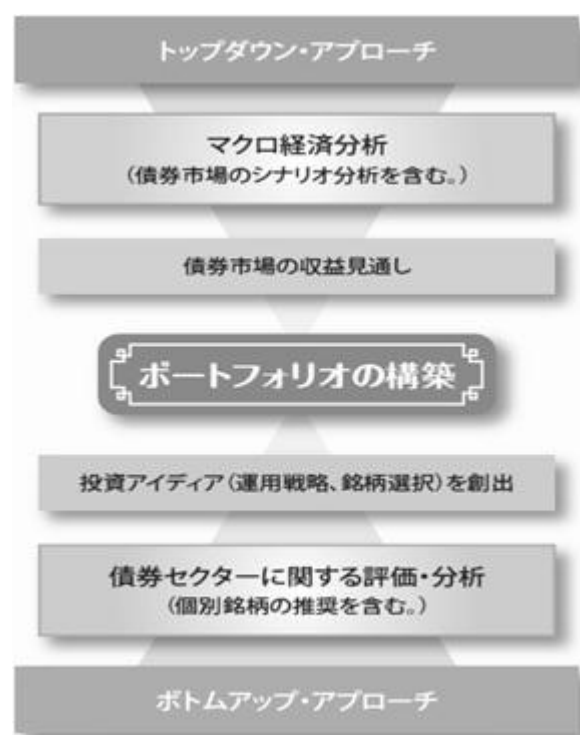 トップダウン・アプローチ
マクロ経済分析
(債券市場のシナリオ分析を含む。)
債券市場の収益見通し
ポートフォリオの構築
投資アイディア(運用戦略、銘柄選択)を創出
債券セクターに関する評価・分析
(個別銘柄の推奨を含む。)
ボトムアップ・アプローチ